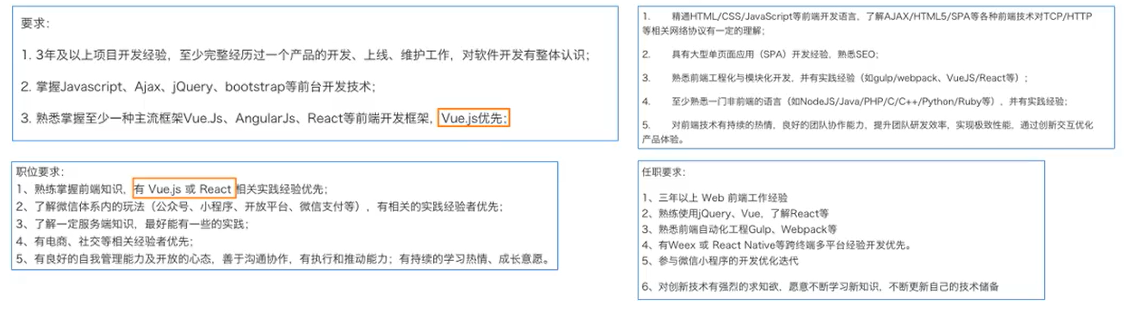 要求：
1. 3年及以上项目开发经验，至少完整经历过一个产品的开发、上线、维护工作，对软件开发有整体认识；
2. 掌握Javascript、Ajax、jQuery、bootstrap等前台开发技术；
3. 熟悉掌握至少一种主流框架Vue.Js、AngularJs、React等前端开发框架，Vue.js优先；
1. 精通HTML/CSS/JavaScript等前端开发语言，了解AJAX/HTML5/SPA等各种前端技术对TCP/HTTP
等相关网络协议有一定的理解；
2. 具有大型单页面应用（SPA）开发经验，熟悉SEO；
3. 熟悉前端工程化与模块化开发，并有实践经验（如gulp/webpack、VueJS/React等）；
4. 至少熟悉一门非前端的语言（如NodeJS/Java/PHP/C/C++/Python/Ruby等），并有实践经验；
5. 对前端技术有持续的热情，良好的团队协作能力，提升团队研发效率，实现极致性能，通过创新交互优化
产品体验。
职位要求：
1、熟练掌握前端知识，有 Vue.js 或 React 相关实践经验优先；
2、了解微信体系内的玩法（公众号、小程序、开放平台、微信支付等），有相关的实践经验者优先；
3、了解一定服务端知识，最好能有一些的实践；
4、有电商、社交等相关经验者优先；
5、有良好的自我管理能力及开放的心态，善于沟通协作，有执行和推动能力；有持续的学习热情、成长意愿。
任职要求：
1、三年以上 Web 前端工作经验
2、熟练使用jQuery、Vue，了解React等
3、熟悉前端自动化工程Gulp、Webpack等
4、有Weex 或 React Native等跨终端多平台经验开发优先。
5、参与微信小程序的开发优化迭代
6、对创新技术有强烈的求知欲，愿意不断学习新知识，不断更新自己的技术储备